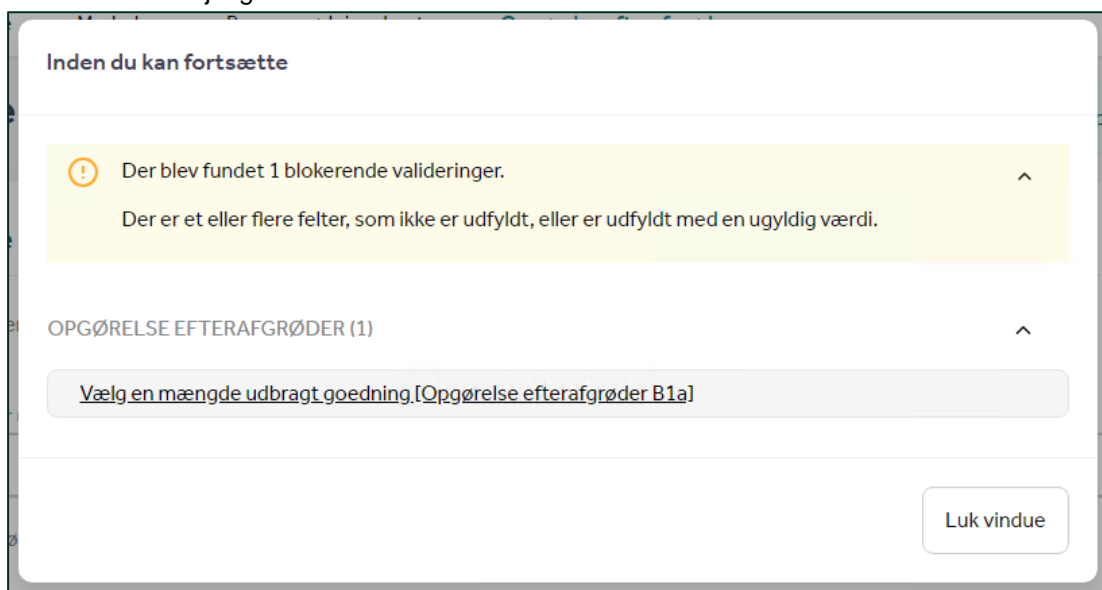 Inden du kan fortsætte
Der blev fundet 1 blokerende valideringer.
Der er et eller flere felter, som ikke er udfyldt, eller er udfyldt med en ugyldig værdi.
OPGØRELSE EFTERAFGRØDER (1)
Vælg en mængde udbragt goedning [Opgørelse efterafgrøder B1a]
Luk vindue